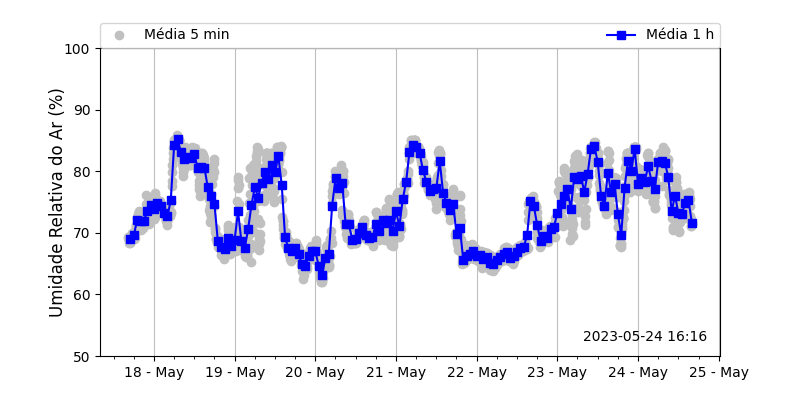 Média 5 min
Média 1 h
Umidade Relativa do Ar (%)
100
90
80
70
60
50
2023-05-24 16:16
18 - May
19 - May
20 - May
21 - May
22 - May
23 - May
24 - May
25 - May